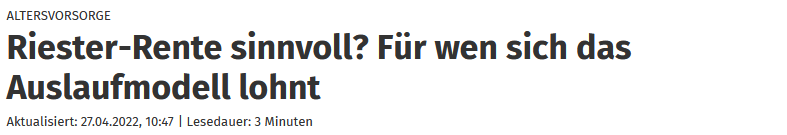 ALTERSVORSORGE
Riester-Rente sinnvoll? Für wen sich das
Auslaufmodell lohnt
Aktualisiert: 27.04.2022, 10:47 | Lesedauer: 3 Minuten